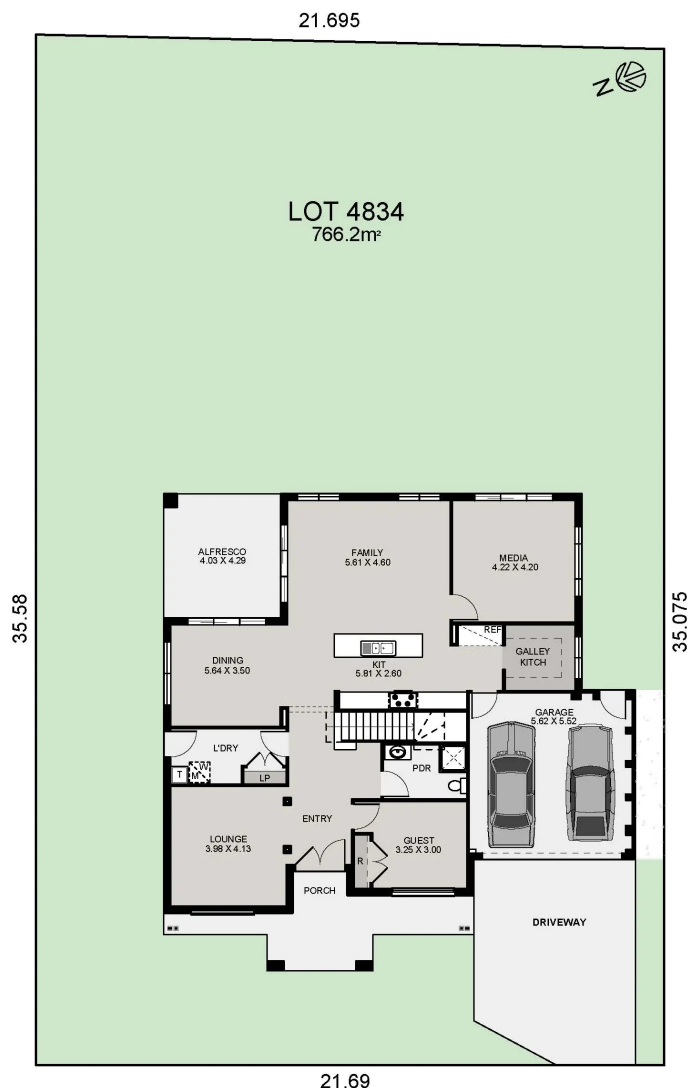 21.695
N
LOT 4834
766.2m²
35.58
35.075
ALFRESCO
4.03 X 4.29
FAMILY
5.61 X 4.60
MEDIA
4.22 X 4.20
REF
GALLEY
KITCH
DINING
5.64 X 3.50
KIT
5.81 X 2.60
GARAGE
5.62 X 5.52
L'DRY
T
W
M
LP
PDR
LOUNGE
3.98 X 4.13
ENTRY
GUEST
3.25 X 3.00
R
PORCH
DRIVEWAY
21.69